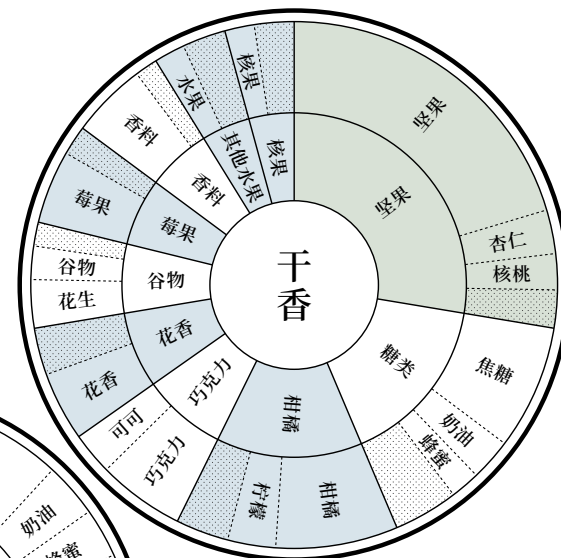 干
香
坚果
糖类
柑橘
巧克力
花香
谷物
莓果
香料
其他水果
核果
坚果
杏仁
核桃
焦糖
奶油
蜂蜜
柑橘
柠檬
巧克力
可可
花香
花生
谷物
莓果
香料
水果
核果
奶油
蜂蜜